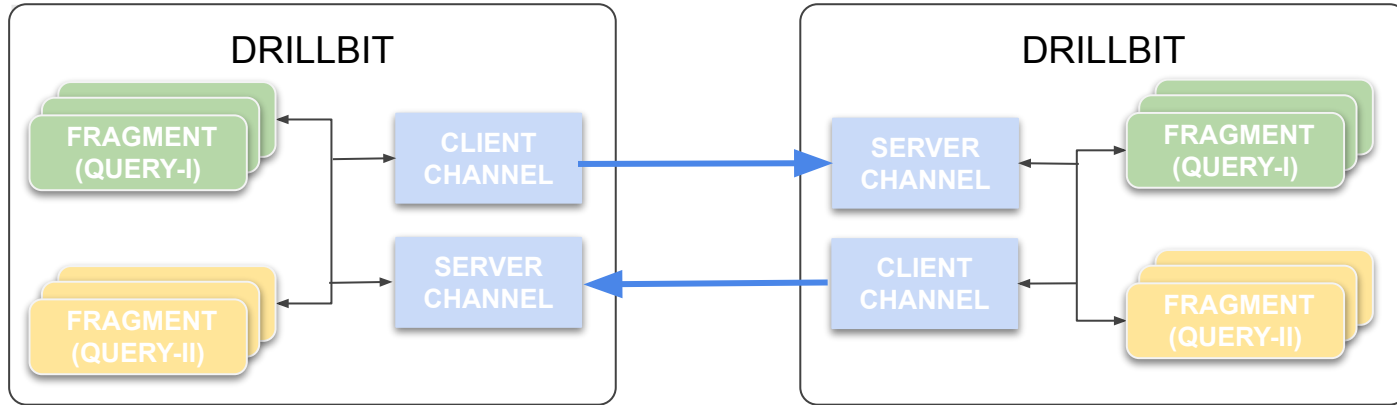 DRILLBIT
FRAGMENT
(QUERY-I)
CLIENT
CHANNEL
FRAGMENT
(QUERY-II)
SERVER
CHANNEL
DRILLBIT
SERVER
CHANNEL
FRAGMENT
(QUERY-I)
CLIENT
CHANNEL
FRAGMENT
(QUERY-II)